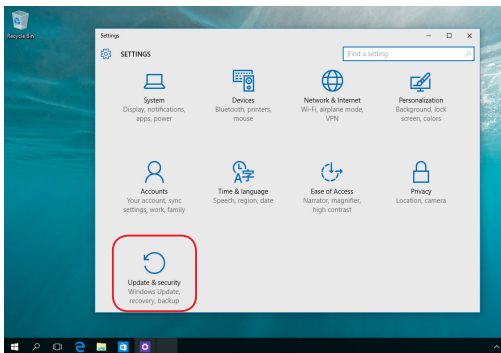 Recycle Bin
Settings
SETTINGS
Find a setting
System
Display, notifications,
apps, power
Devices
Bluetooth, printers,
mouse
Network & Internet
Wi-Fi, airplane mode,
VPN
Personalization
Background, lock
screen, colors
Accounts
Your account, sync
settings, work, family
Time & language
Speech, region, date
Ease of Access
Narrator, magnifier,
high contrast
Privacy
Location, camera
Update & security
Windows Update,
recovery, backup